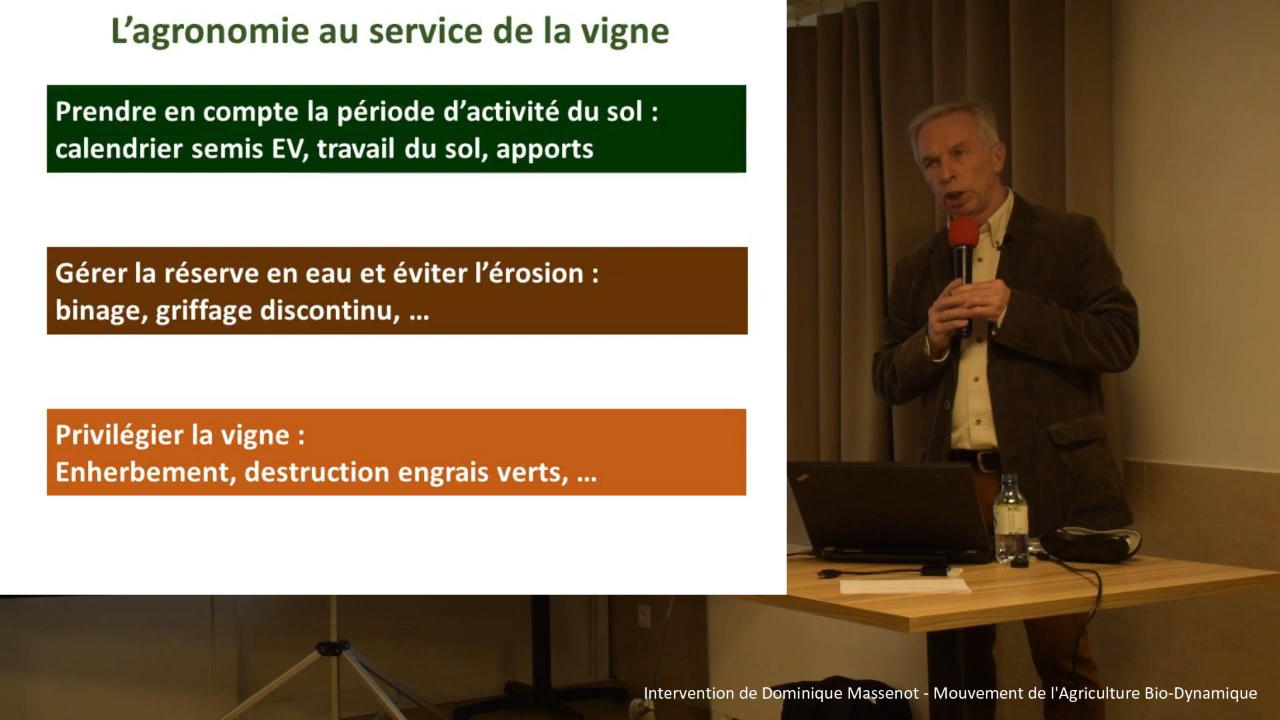 L’agronomie au service de la vigne
Prendre en compte la période d’activité du sol :
calendrier semis EV, travail du sol, apports
Gérer la réserve en eau et éviter l’érosion :
binage, griffage discontinu, ...
Privilégier la vigne :
Enherbement, destruction engrais verts, ...
Intervention de Dominique Massenot - Mouvement de l'Agriculture Bio-Dynamique